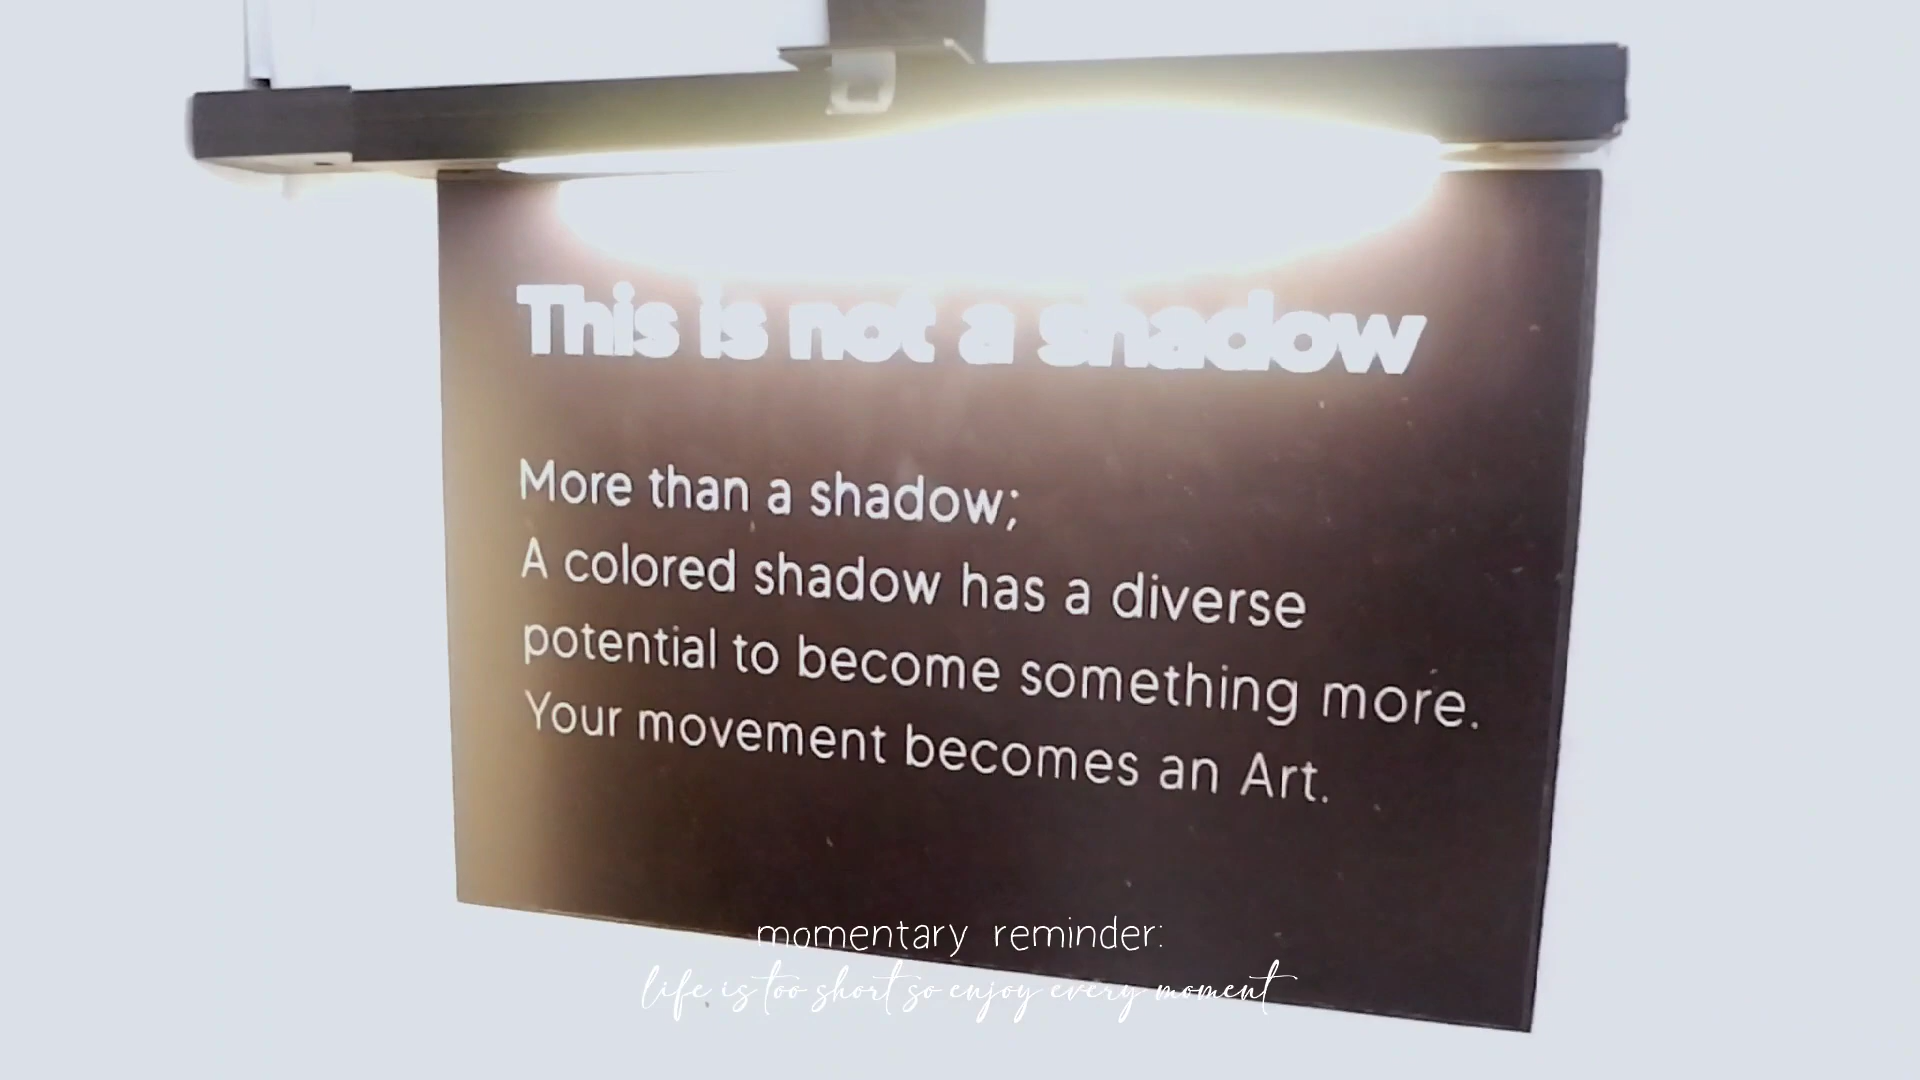 This is not a shadow
More than a shadow;
A colored shadow has a diverse
potential to become something more.
Your movement becomes an Art.
momentary reminder:
life is too short so enjoy every moment